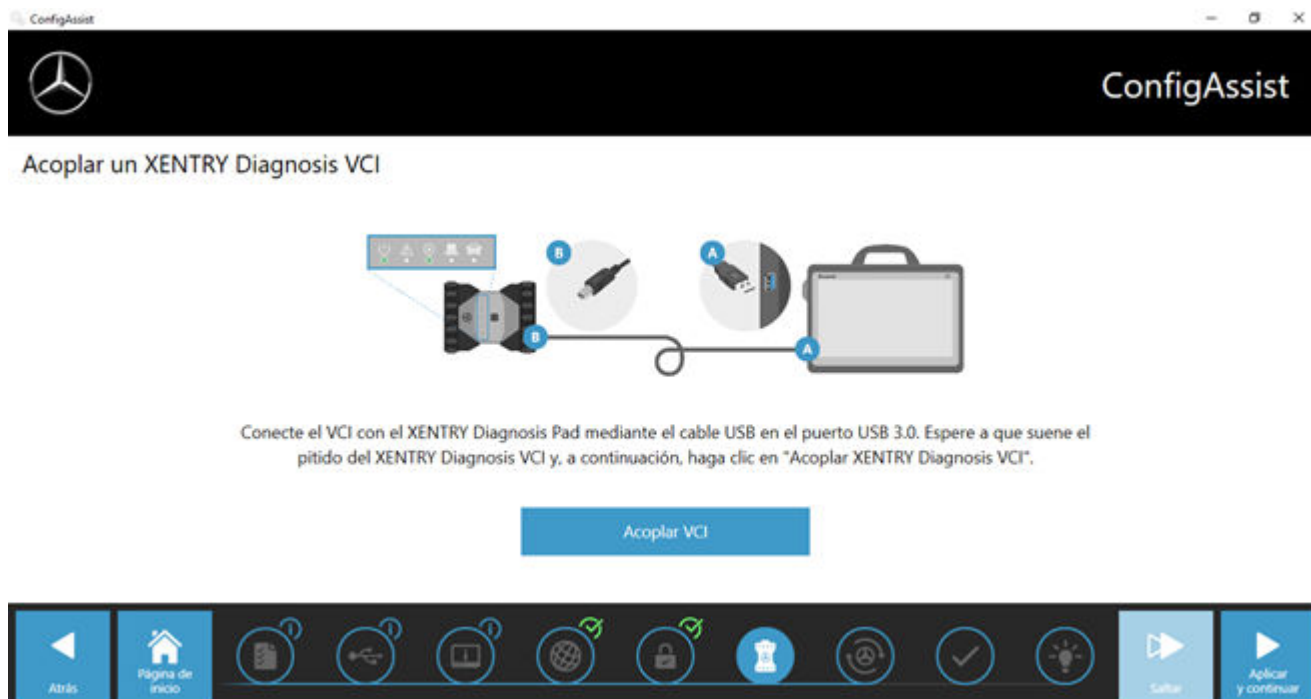 ConfigAssist
ConfigAssist
Acoplar un XENTRY Diagnosis VCI
B
A
B
A
Conecte el VCI con el XENTRY Diagnosis Pad mediante el cable USB en el puerto USB 3.0. Espere a que suene el
pitido del XENTRY Diagnosis VCI y, a continuación, haga clic en "Acoplar XENTRY Diagnosis VCI".
Acoplar VCI
Atrás
Página de
inicio
Saltar
Aplicar
y continuar